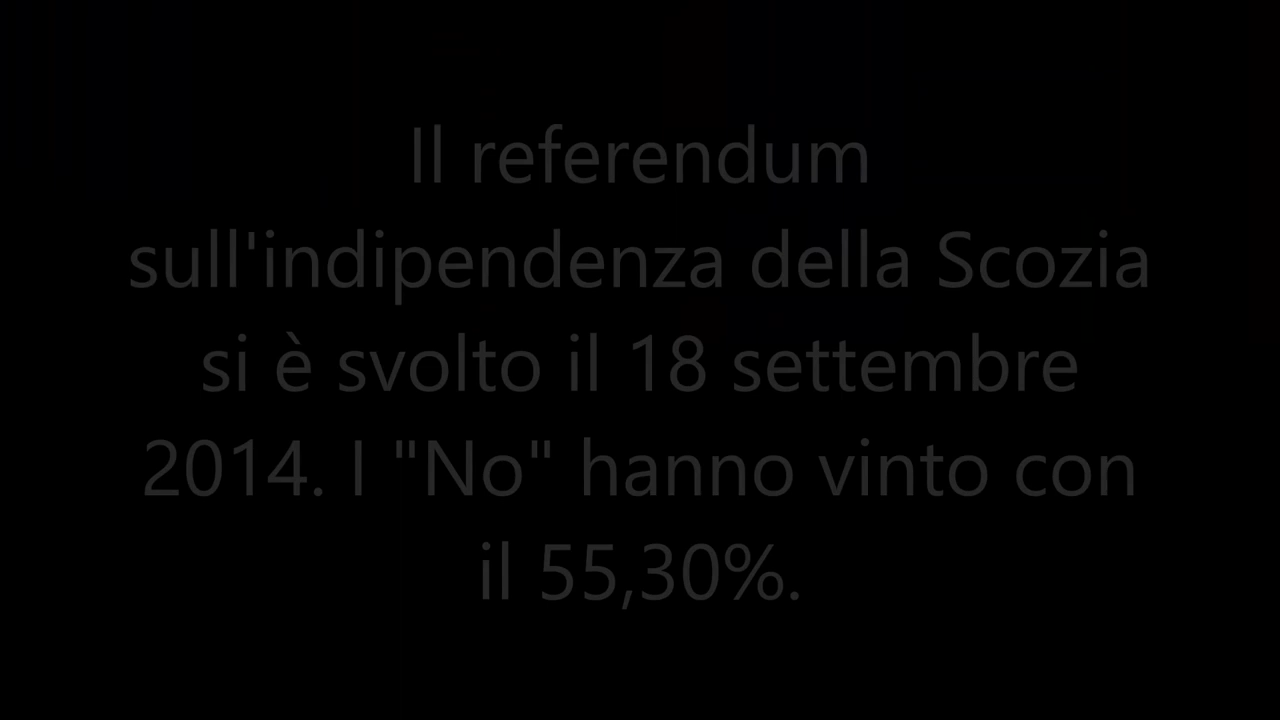 Il referendum
sull'indipendenza della Scozia
si è svolto il 18 settembre
2014. I "No" hanno vinto con
il 55,30%.